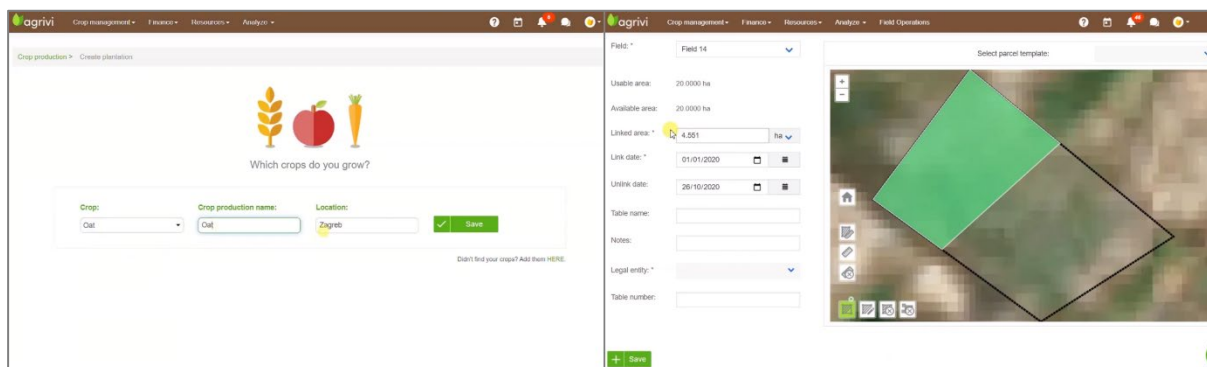 agrivi
Crop management
Finance
Resources
Analyze
Crop production > Create plantation
Which crops do you grow?
Crop:
Crop production name:
Location:
Oat
Oat
Zagreb
Save
Didn't find your crops? Add them HERE.
agrivi
Crop management
Finance
Resources
Analyze
Field Operations
Field: *
Field 14
Select parcel template:
Usable area:
20.0000 ha
Available area:
20.0000 ha
Linked area: *
4.551
ha
Link date: *
01/01/2020
Unlink date:
26/10/2020
Table name:
Notes:
Legal entity: *
Table number:
+ Save